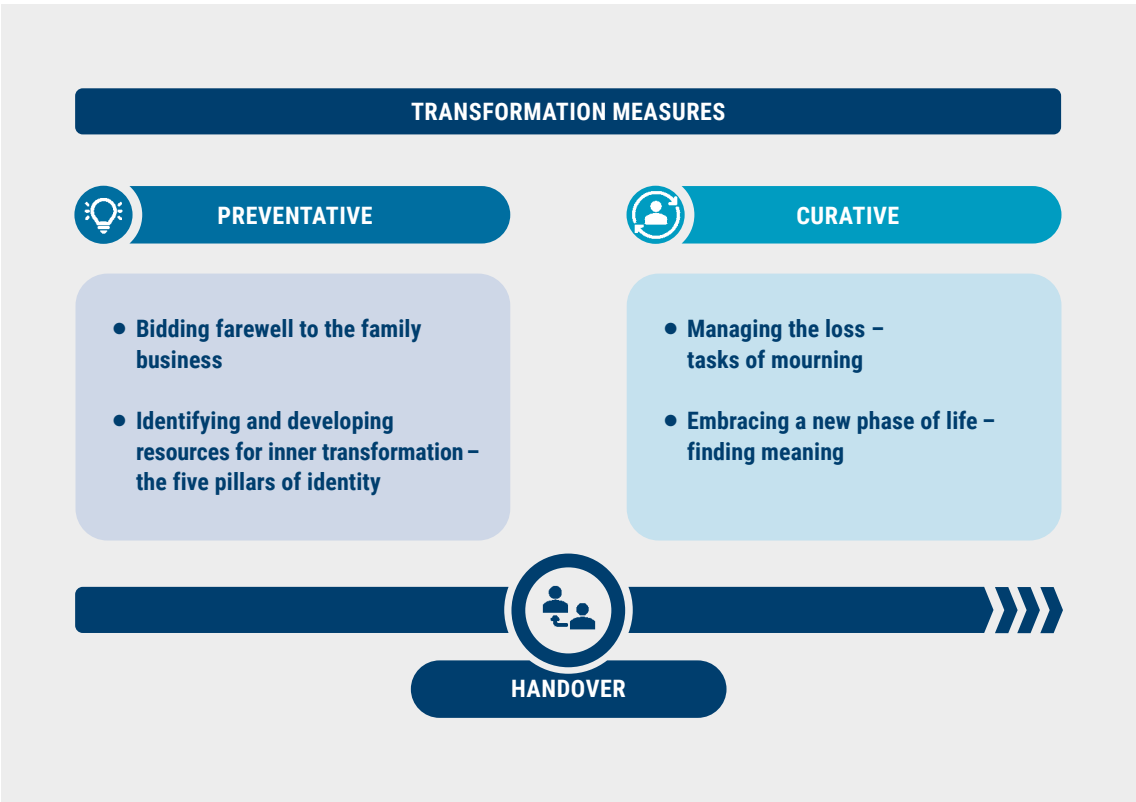 TRANSFORMATION MEASURES
PREVENTATIVE
• Bidding farewell to the family
business
• Identifying and developing
resources for inner transformation –
the five pillars of identity
CURATIVE
• Managing the loss –
tasks of mourning
• Embracing a new phase of life –
finding meaning
HANDOVER